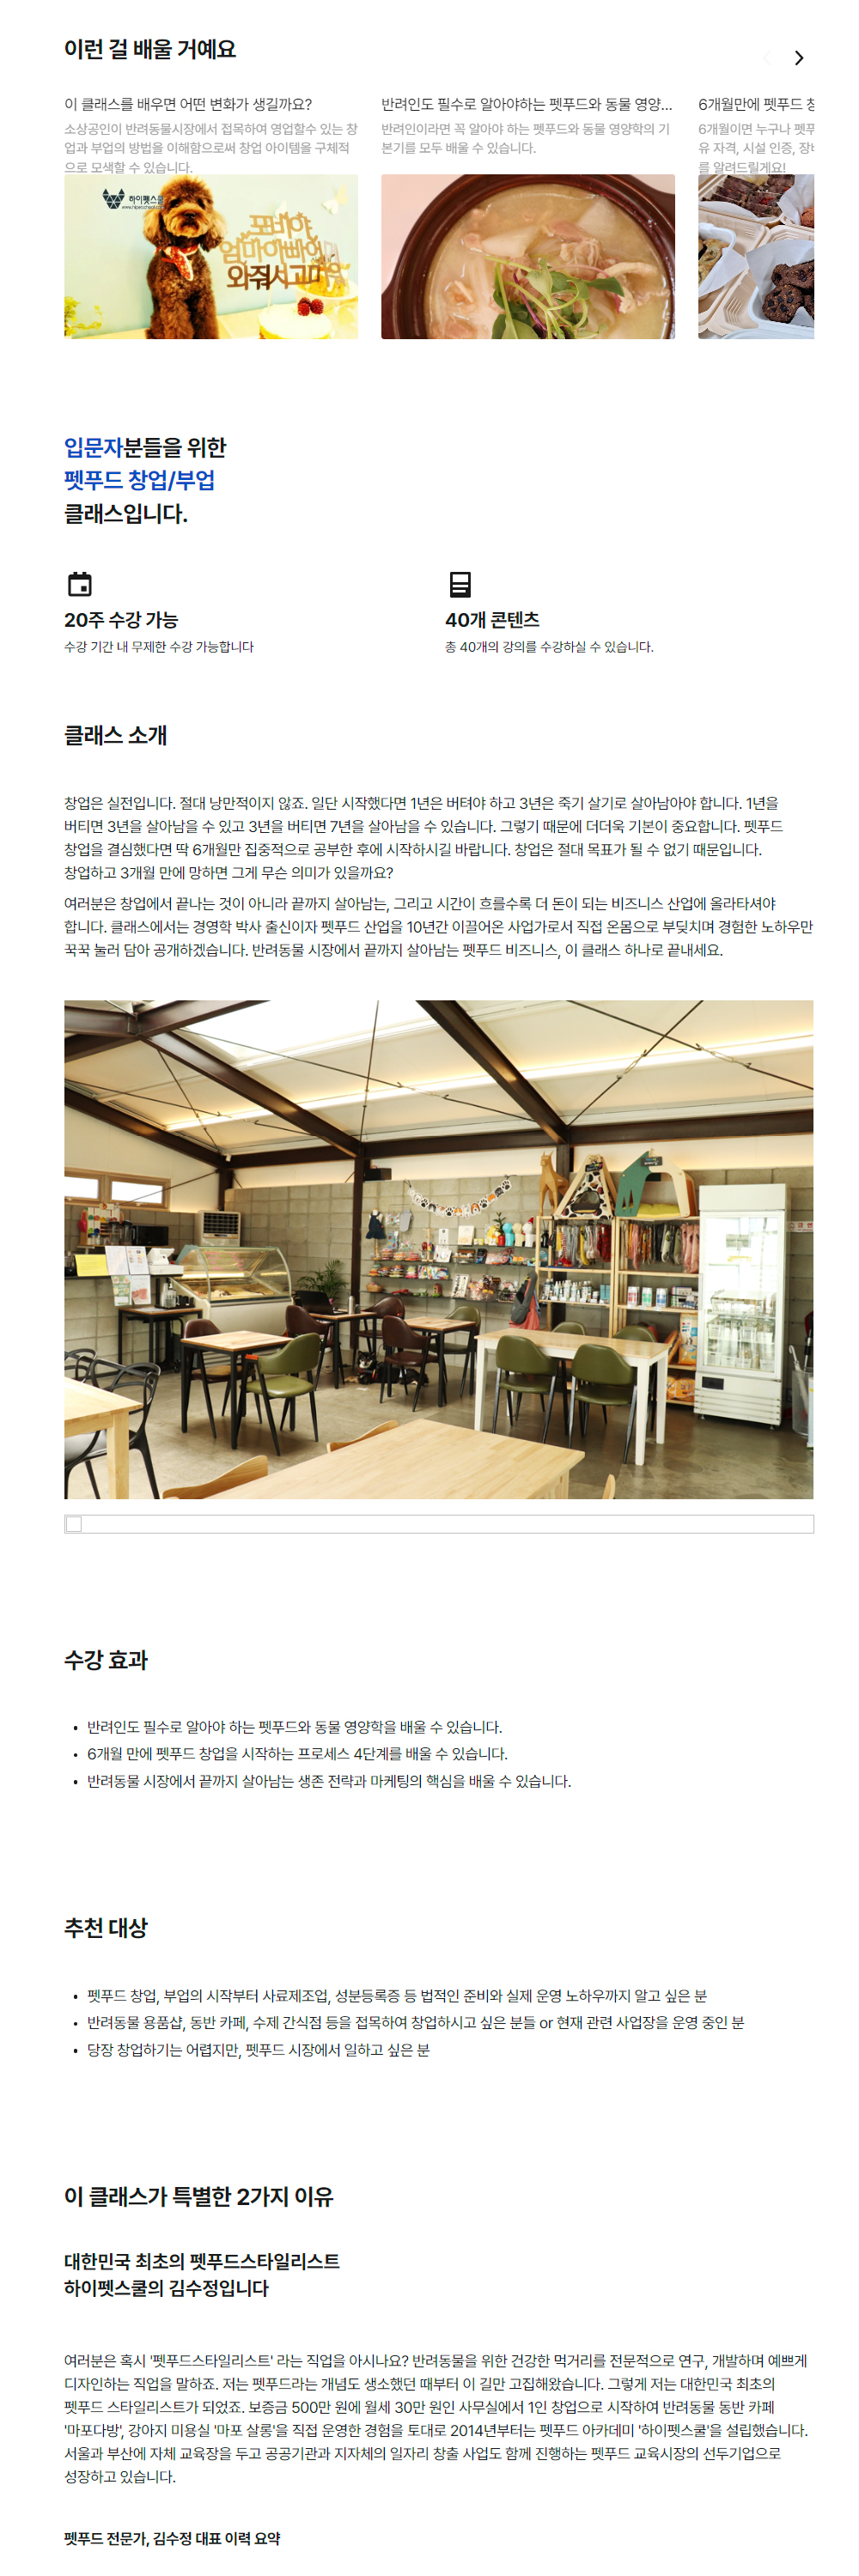 이런 걸 배울 거예요
이 클래스를 배우면 어떤 변화가 생길까요?
소상공인이 반려동물시장에서 접목하여 영업할수 있는 창
업과 부업의 방법을 이해함으로써 창업 아이템을 구체적
으로 모색할 수 있습니다.
하이펫스쿨
포비야
엄마아빠에
와줘서고마
반려인도 필수로 알아야하는 펫푸드와 동물 영양...
반려인이라면 꼭 알아야 하는 펫푸드와 동물 영양학의 기
본기를 모두 배울 수 있습니다.
6개월만에 펫푸드 창
6개월이면 누구나 펫푸
유 자격, 시설 인증, 장비
를 알려드릴게요!
입문자분들을 위한
펫푸드 창업/부업
클래스입니다.
20주 수강 가능
수강 기간 내 무제한 수강 가능합니다
40개 콘텐츠
총 40개의 강의를 수강하실 수 있습니다.
클래스 소개
창업은 실전입니다. 절대 낭만적이지 않죠. 일단 시작했다면 1년은 버텨야 하고 3년은 죽기 살기로 살아남아야 합니다. 1년을
버티면 3년을 살아남을 수 있고 3년을 버티면 7년을 살아남을 수 있습니다. 그렇기 때문에 더더욱 기본이 중요합니다. 펫푸드
창업을 결심했다면 딱 6개월만 집중적으로 공부한 후에 시작하시길 바랍니다. 창업은 절대 목표가 될 수 없기 때문입니다.
창업하고 3개월 만에 망하면 그게 무슨 의미가 있을까요?
여러분은 창업에서 끝나는 것이 아니라 끝까지 살아남는, 그리고 시간이 흐를수록 더 돈이 되는 비즈니스 산업에 올라타셔야
합니다. 클래스에서는 경영학 박사 출신이자 펫푸드 산업을 10년간 이끌어온 사업가로서 직접 온몸으로 부딪치며 경험한 노하우만
꾹꾹 눌러 담아 공개하겠습니다. 반려동물 시장에서 끝까지 살아남는 펫푸드 비즈니스, 이 클래스 하나로 끝내세요.
수강 효과
• 반려인도 필수로 알아야 하는 펫푸드와 동물 영양학을 배울 수 있습니다.
• 6개월 만에 펫푸드 창업을 시작하는 프로세스 4단계를 배울 수 있습니다.
• 반려동물 시장에서 끝까지 살아남는 생존 전략과 마케팅의 핵심을 배울 수 있습니다.
추천 대상
• 펫푸드 창업, 부업의 시작부터 사료제조업, 성분등록증 등 법적인 준비와 실제 운영 노하우까지 알고 싶은 분
• 반려동물 용품샵, 동반 카페, 수제 간식점 등을 접목하여 창업하시고 싶은 분들 or 현재 관련 사업장을 운영 중인 분
• 당장 창업하기는 어렵지만, 펫푸드 시장에서 일하고 싶은 분
이 클래스가 특별한 2가지 이유
대한민국 최초의 펫푸드스타일리스트
하이펫스쿨의 김수정입니다
여러분은 혹시 '펫푸드스타일리스트' 라는 직업을 아시나요? 반려동물을 위한 건강한 먹거리를 전문적으로 연구, 개발하며 예쁘게
디자인하는 직업을 말하죠. 저는 펫푸드라는 개념도 생소했던 때부터 이 길만 고집해왔습니다. 그렇게 저는 대한민국 최초의
펫푸드 스타일리스트가 되었죠. 보증금 500만 원에 월세 30만 원인 사무실에서 1인 창업으로 시작하여 반려동물 동반 카페
'마포다방', 강아지 미용실 '마포 살롱'을 직접 운영한 경험을 토대로 2014년부터는 펫푸드 아카데미 '하이펫스쿨'을 설립했습니다.
서울과 부산에 자체 교육장을 두고 공공기관과 지자체의 일자리 창출 사업도 함께 진행하는 펫푸드 교육시장의 선두기업으로
성장하고 있습니다.
펫푸드 전문가, 김수정 대표 이력 요약